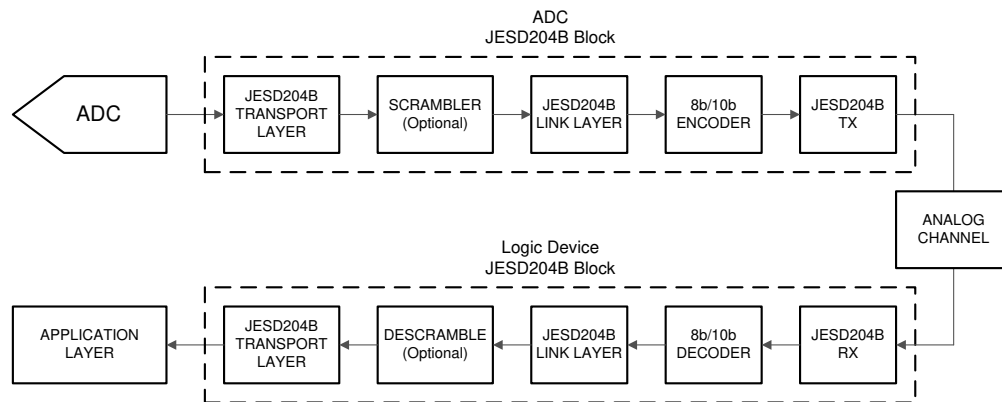 ADC
JESD204B Block
ADC
JESD204B
TRANSPORT
LAYER
SCRAMBLER
(Optional)
JESD204B
LINK LAYER
8b/10b
ENCODER
JESD204B
TX
ANALOG
CHANNEL
Logic Device
JESD204B Block
APPLICATION
LAYER
JESD204B
TRANSPORT
LAYER
DESCRAMBLE
(Optional)
JESD204B
LINK LAYER
8b/10b
DECODER
JESD204B
RX